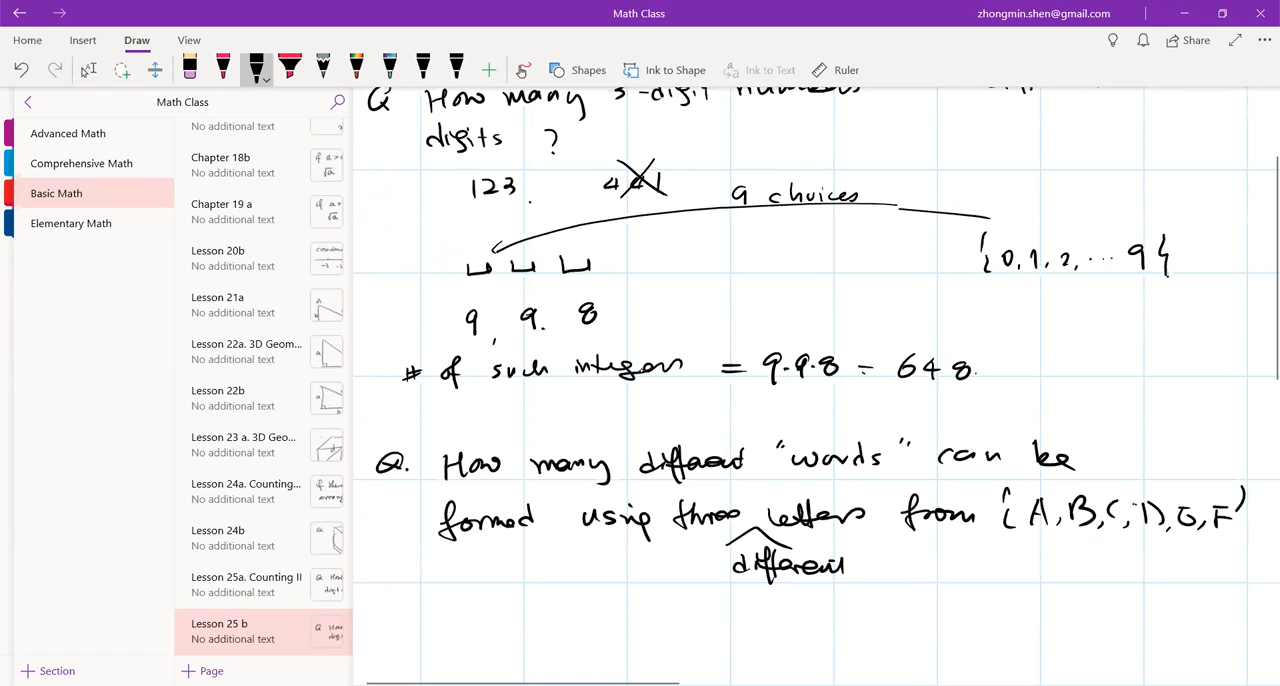 Math Class
zhongmin.shen@gmail.com
Home Insert Draw View
Share
Shapes Ink to Shape Ink to Text Ruler
Math Class
Advanced Math
Comprehensive Math
Basic Math
Elementary Math
No additional text
Chapter 18b
No additional text
Chapter 19 a
No additional text
Lesson 20b
No additional text
Lesson 21a
No additional text
Lesson 22a. 3D Geom...
No additional text
Lesson 22b
No additional text
Lesson 23 a. 3D Geo...
No additional text
Lesson 24a. Counting...
No additional text
Lesson 24b
No additional text
Lesson 25a. Counting II
No additional text
Lesson 25 b
No additional text
Section
Page
Q How many 3-digit numbers
digits ?
123. 441
9 choices
{0, 1, 2, ... 9}
9, 9. 8
# of such integers = 9.9.8 = 648.
Q. How many different "words" can be
formed using three letters from {A, B, C, D, E, F}
different